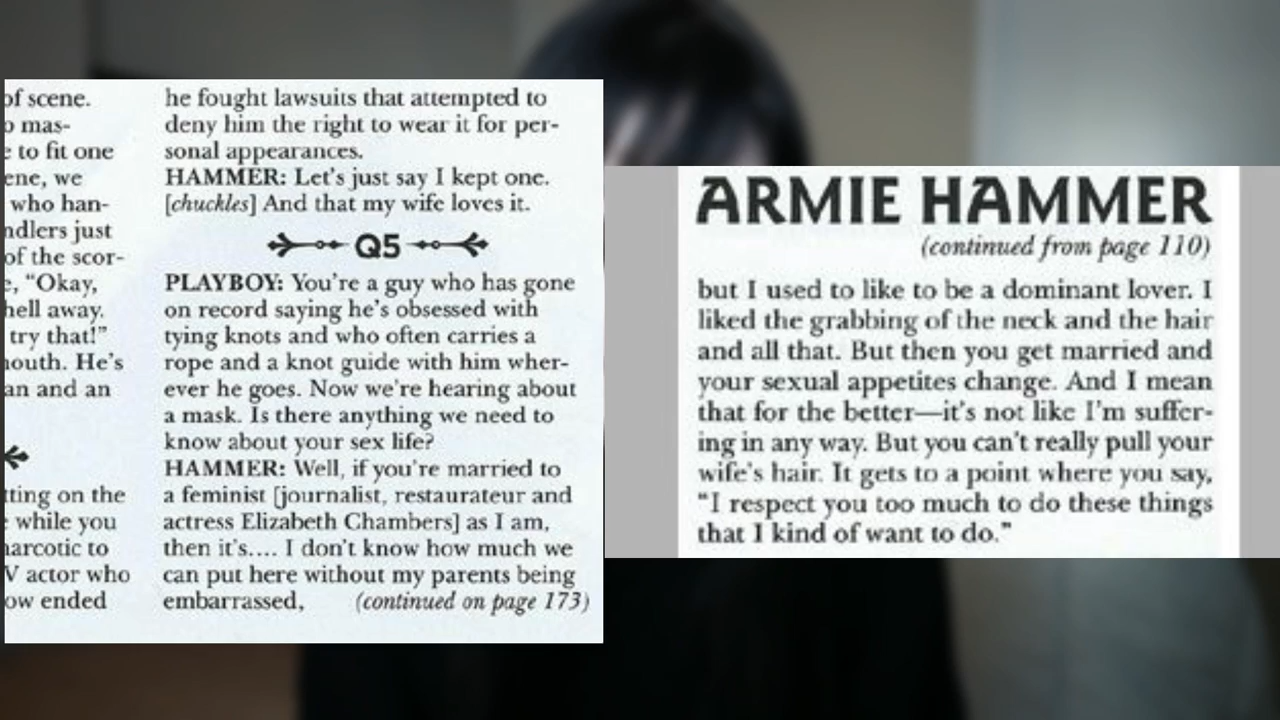 of scene.
mas-
to fit one
we
who han-
just
of the scor-
"Okay,
away.
try that!"
He's
an and an
on the
while you
to
actor who
ended
he fought lawsuits that attempted to
deny him the right to wear it for per-
sonal appearances.
HAMMER: Let's just say I kept one.
[chuckles] And that my wife loves it.
Q5
PLAYBOY: You're a guy who has gone
on record saying he's obsessed with
tying knots and who often carries a
rope and a knot guide with him wher-
ever he goes. Now we're hearing about
a mask. Is there anything we need to
know about your sex life?
HAMMER: Well, if you're married to
a feminist [journalist, restaurateur and
actress Elizabeth Chambers] as I am,
then it's.... I don't know how much we
can put here without my parents being
embarrassed, (continued on page 173)
ARMIE HAMMER
(continued from page 110)
but I used to like to be a dominant lover. I
liked the grabbing of the neck and the hair
and all that. But then you get married and
your sexual appetites change. And I mean
that for the better—it's not like I'm suffer-
ing in any way. But you can't really pull your
wife's hair. It gets to a point where you say,
"I respect you too much to do these things
that I kind of want to do."